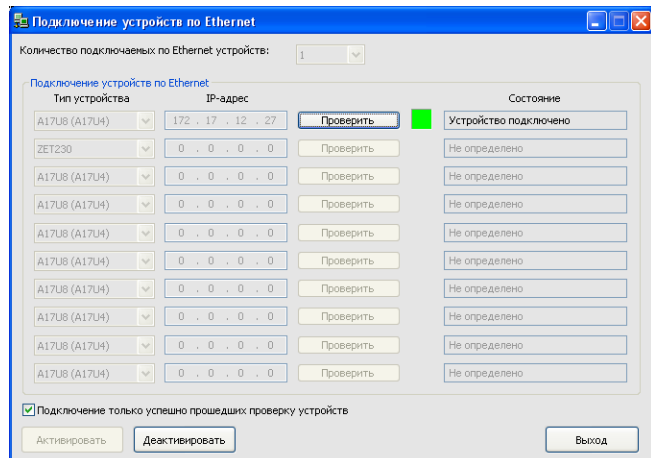 Подключение устройств по Ethernet
Количество подключаемых по Ethernet устройств: 1
Подключение устройств по Ethernet
Тип устройства IP-адрес Состояние
A17U8 (A17U4) 172 . 17 . 12 . 27 Проверить Устройство подключено
ZET230 0 . 0 . 0 . 0 Проверить Не определено
A17U8 (A17U4) 0 . 0 . 0 . 0 Проверить Не определено
A17U8 (A17U4) 0 . 0 . 0 . 0 Проверить Не определено
A17U8 (A17U4) 0 . 0 . 0 . 0 Проверить Не определено
A17U8 (A17U4) 0 . 0 . 0 . 0 Проверить Не определено
A17U8 (A17U4) 0 . 0 . 0 . 0 Проверить Не определено
A17U8 (A17U4) 0 . 0 . 0 . 0 Проверить Не определено
A17U8 (A17U4) 0 . 0 . 0 . 0 Проверить Не определено
A17U8 (A17U4) 0 . 0 . 0 . 0 Проверить Не определено
Подключение только успешно прошедших проверку устройств
Активировать Деактивировать Выход